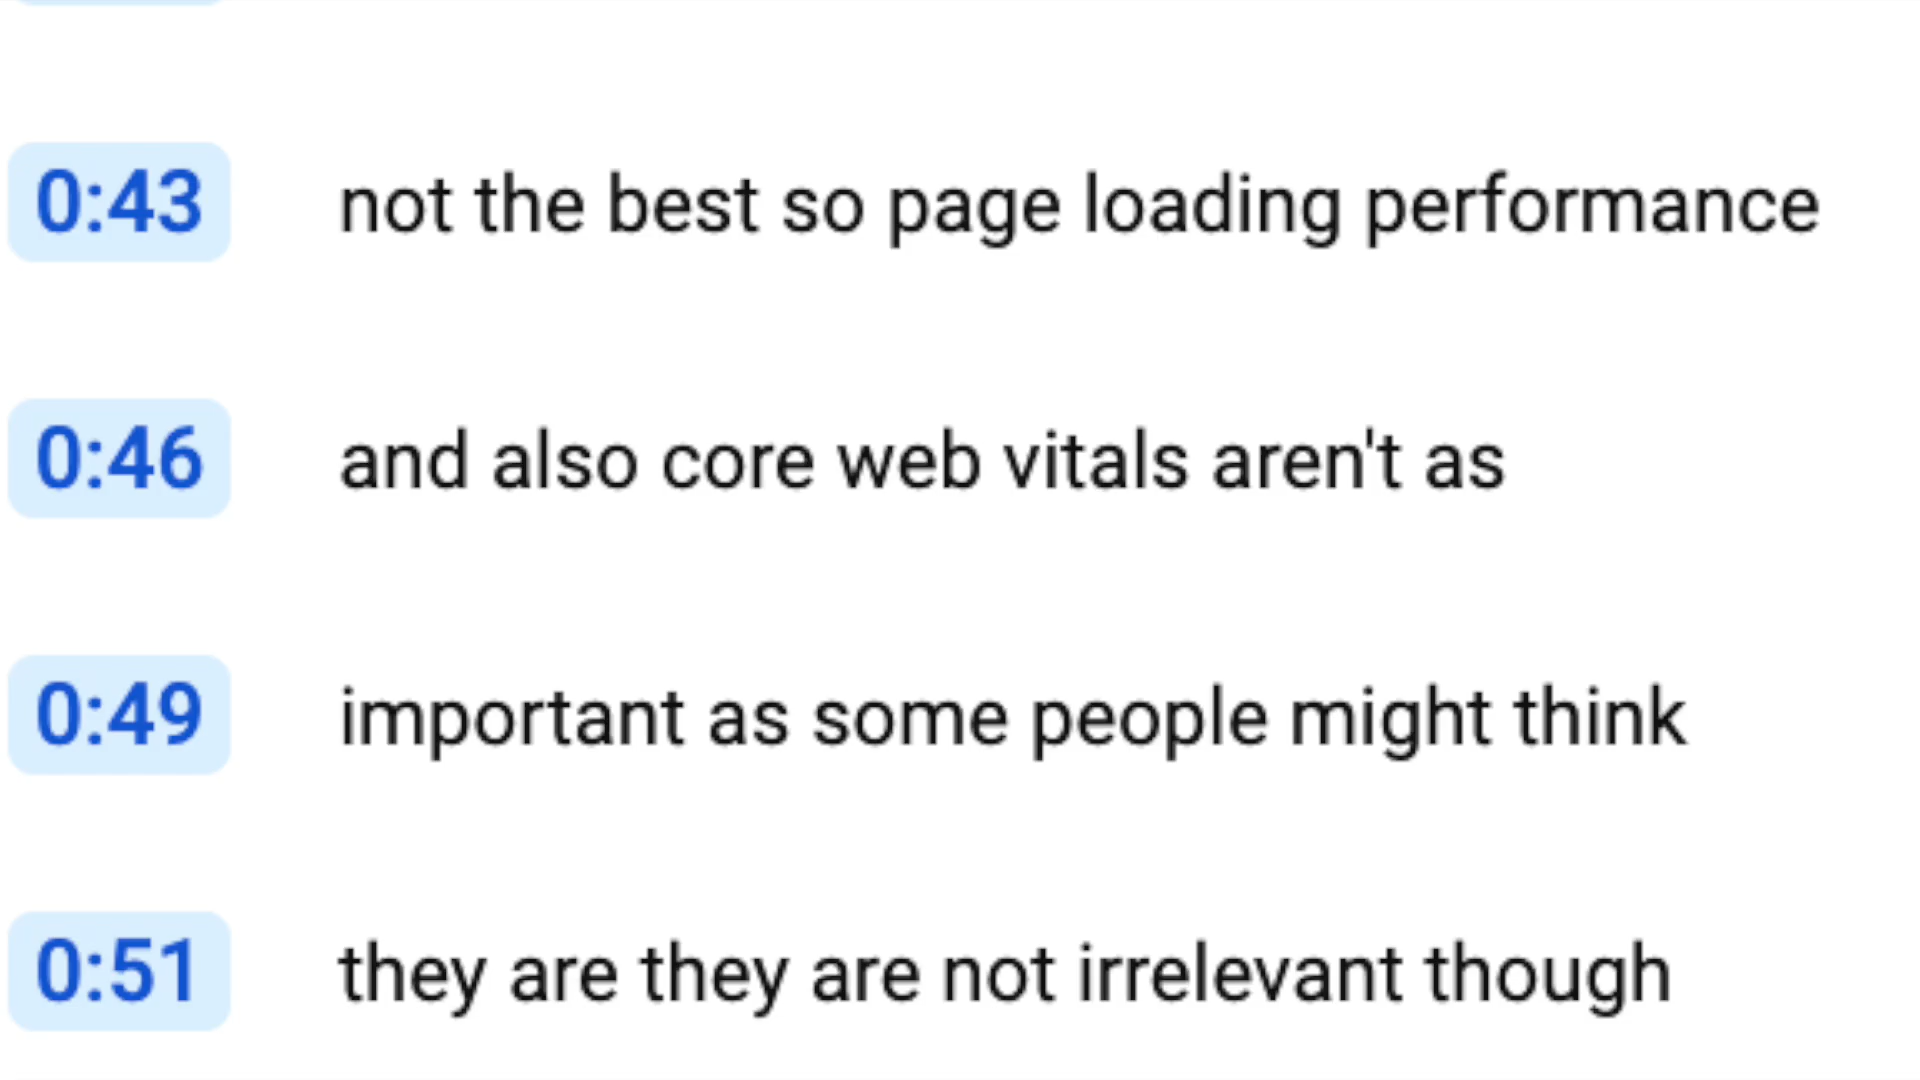 0:43 not the best so page loading performance
0:46 and also core web vitals aren't as
0:49 important as some people might think
0:51 they are they are not irrelevant though